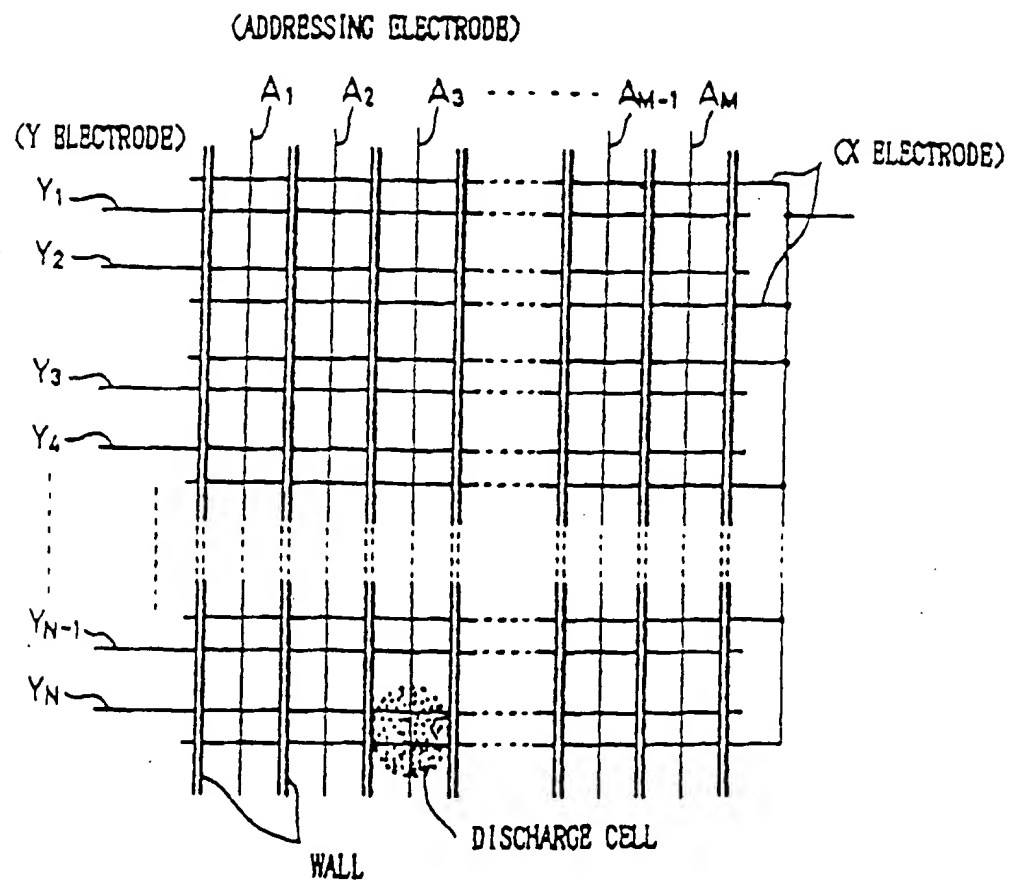 (ADDRESSING ELECTRODE)
A1 A2 A3 - - - - - - - AM-1 AM
(Y ELECTRODE)
(X ELECTRODE)
Y1
Y2
Y3
Y4
YN-1
YN
DISCHARGE CELL
WALL